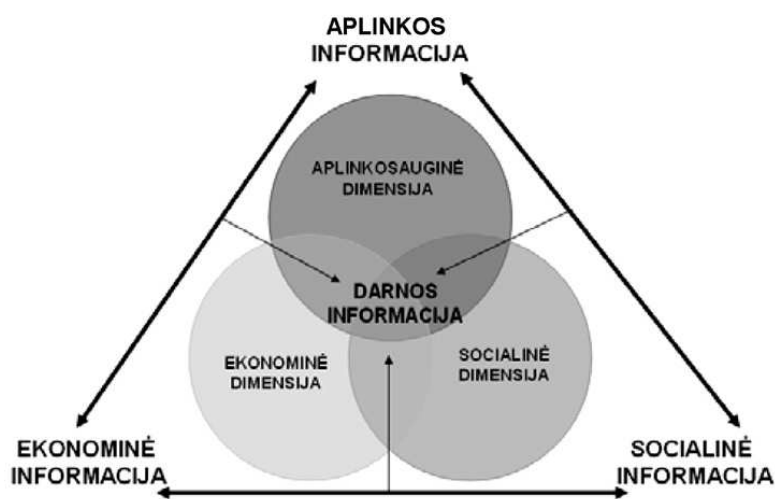 APLINKOS
INFORMACIJA
APLINKOSAUGINĖ
DIMENSIJA
DARNOS
INFORMACIJA
EKONOMINĖ
DIMENSIJA
SOCIALINĖ
DIMENSIJA
EKONOMINĖ
INFORMACIJA
SOCIALINĖ
INFORMACIJA